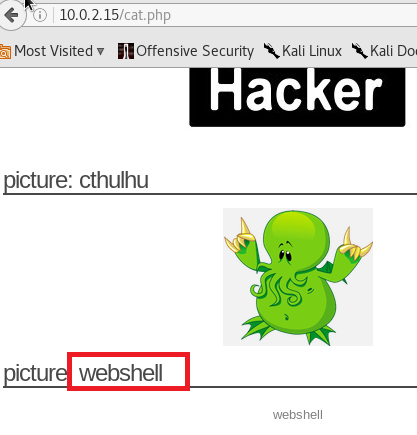 10.0.2.15/cat.php
Most Visited Offensive Security Kali Linux Kali Doc
Hacker
picture: cthulhu
picture: webshell
webshell